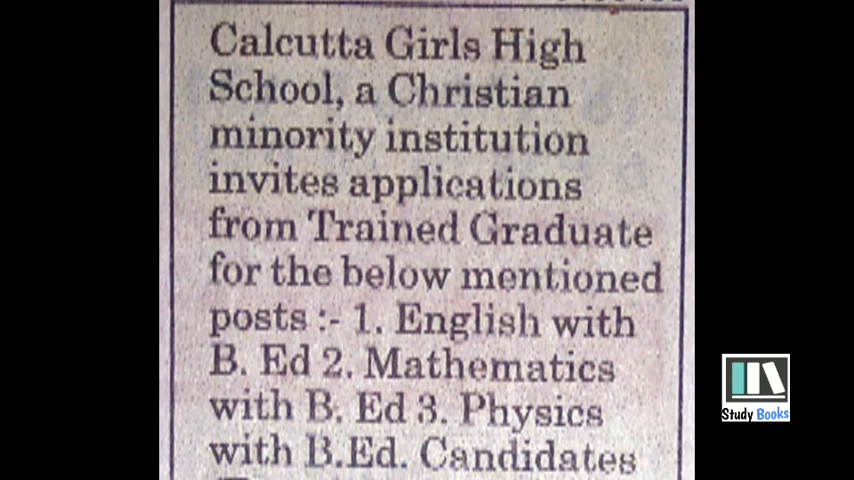 Calcutta Girls High
School, a Christian
minority institution
invites applications
from Trained Graduate
for the below mentioned
posts :- 1. English with
B. Ed 2. Mathematics
with B. Ed 3. Physics
with B.Ed. Candidates
Study Books